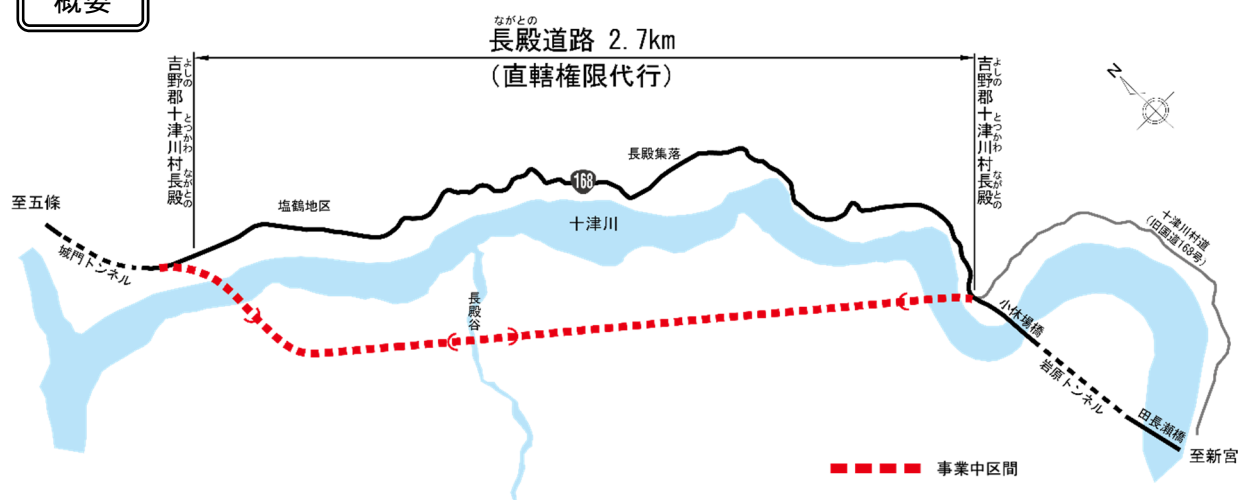 概要
ながとの
長殿道路 2.7km
(直轄権限代行)
吉野郡十津川村長殿
よしの
とつかわ
ながとの
吉野郡十津川村長殿
よしの
とつかわ
ながとの
N
至五條
城門トンネル
塩鶴地区
168
長殿集落
十津川
長殿谷
十津川村道
(旧国道168号)
小休場橋
岩原トンネル
田長瀬橋
至新宮
事業中区間